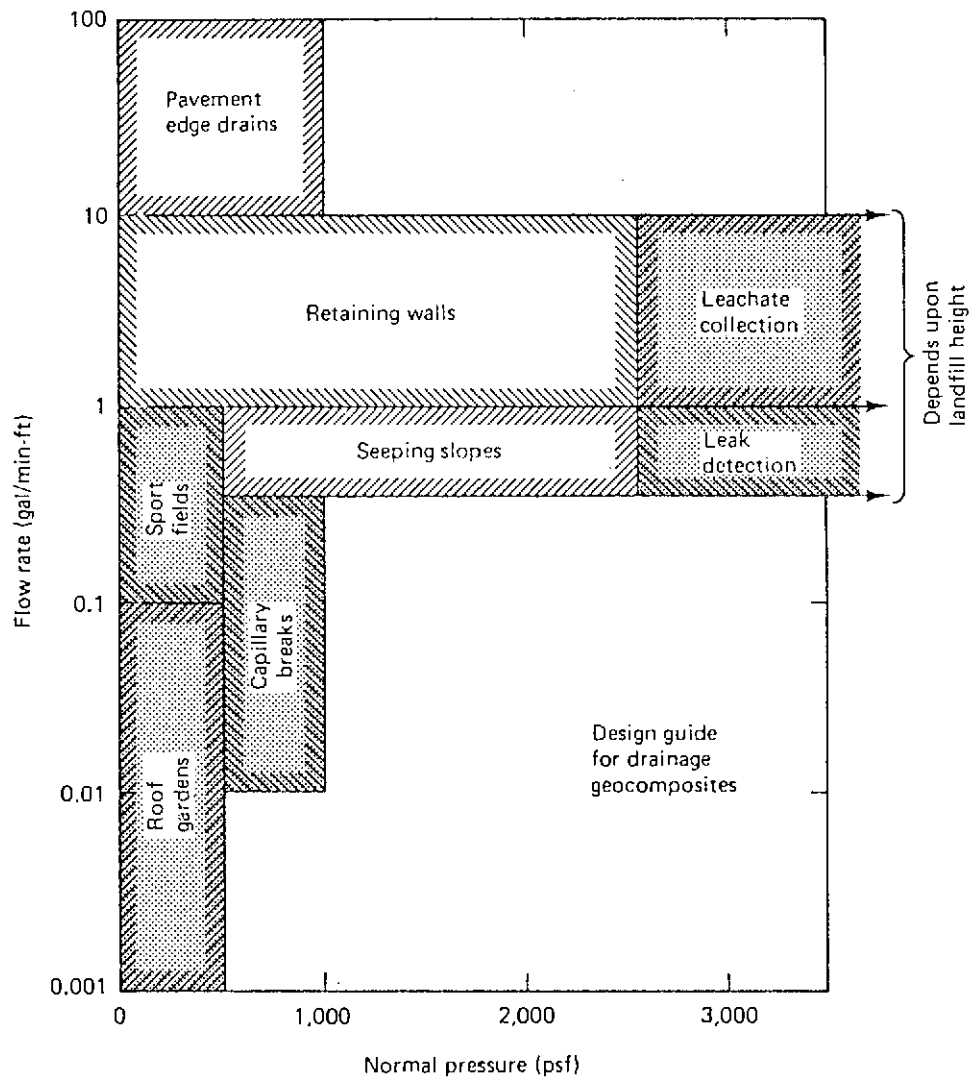 100
Pavement
edge drains
10
Retaining walls
Leachate
collection
Depends upon
landfill height
1
Seeping slopes
Leak
detection
Sport
fields
Flow rate (gal/min-ft)
0.1
Capillary
breaks
Roof
gardens
Design guide
for drainage
geocomposites
0.01
0.001
0
1,000
2,000
3,000
Normal pressure (psf)